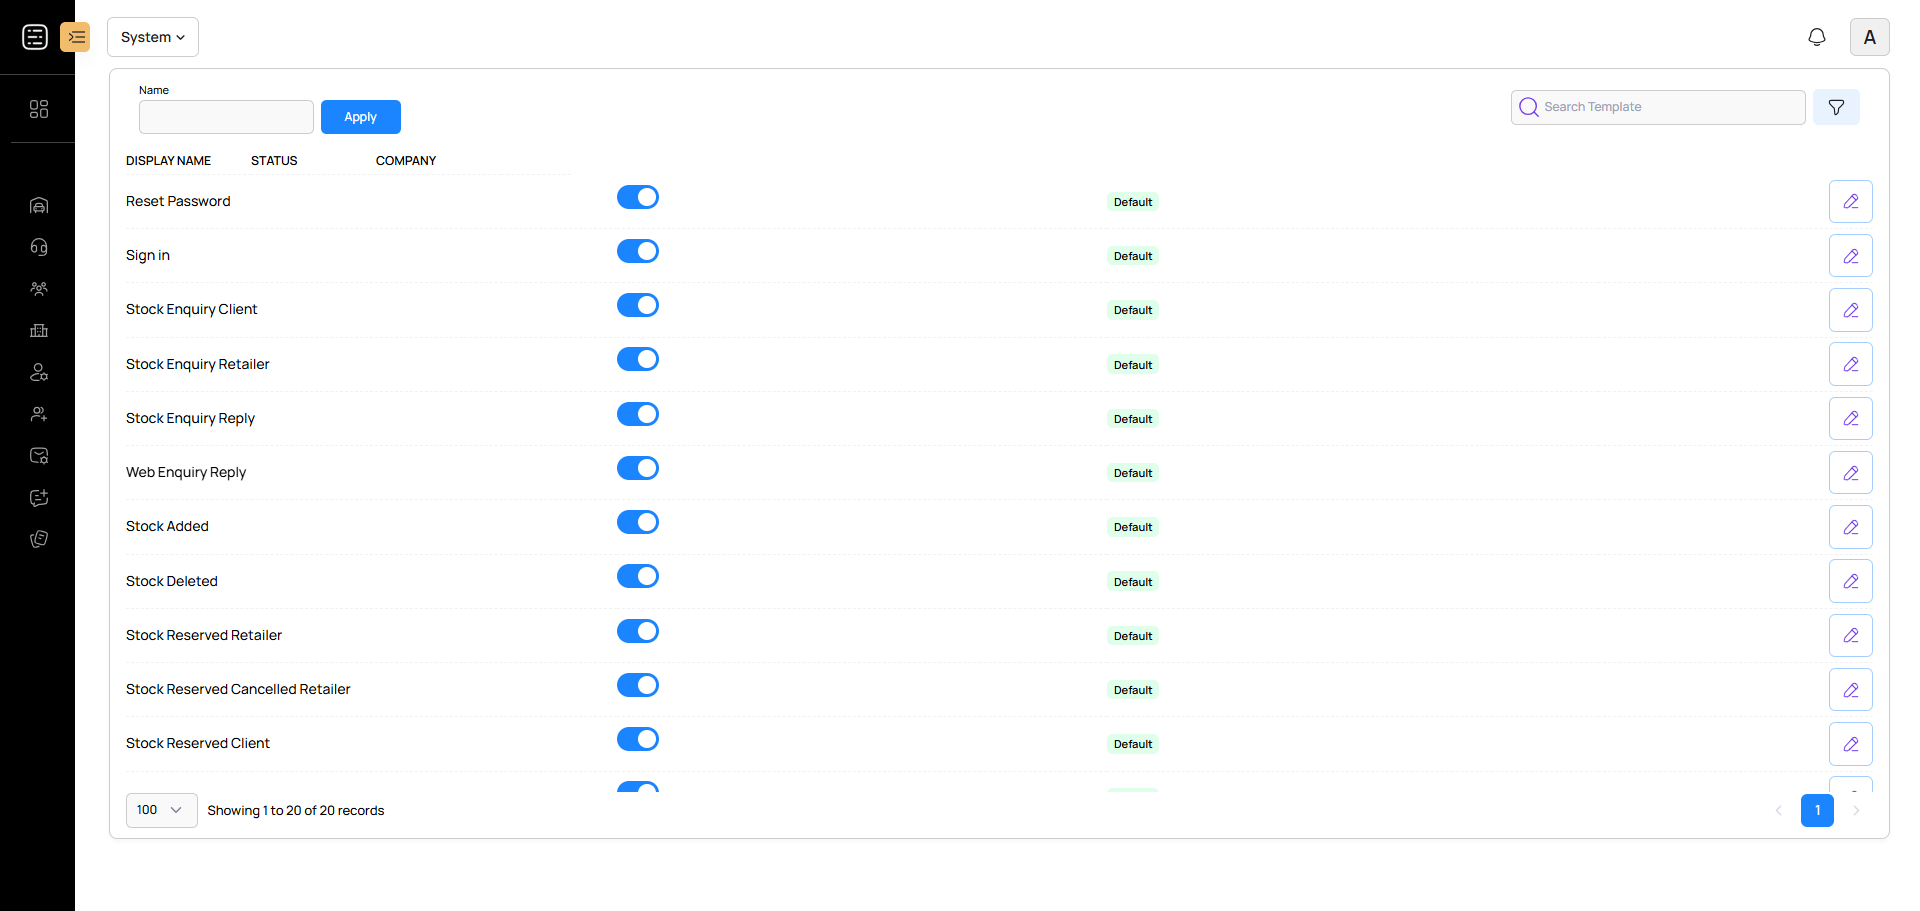 System
A
Name
Apply
Search Template
DISPLAY NAME STATUS COMPANY
Reset Password Default
Sign in Default
Stock Enquiry Client Default
Stock Enquiry Retailer Default
Stock Enquiry Reply Default
Web Enquiry Reply Default
Stock Added Default
Stock Deleted Default
Stock Reserved Retailer Default
Stock Reserved Cancelled Retailer Default
Stock Reserved Client Default
100 Showing 1 to 20 of 20 records 1